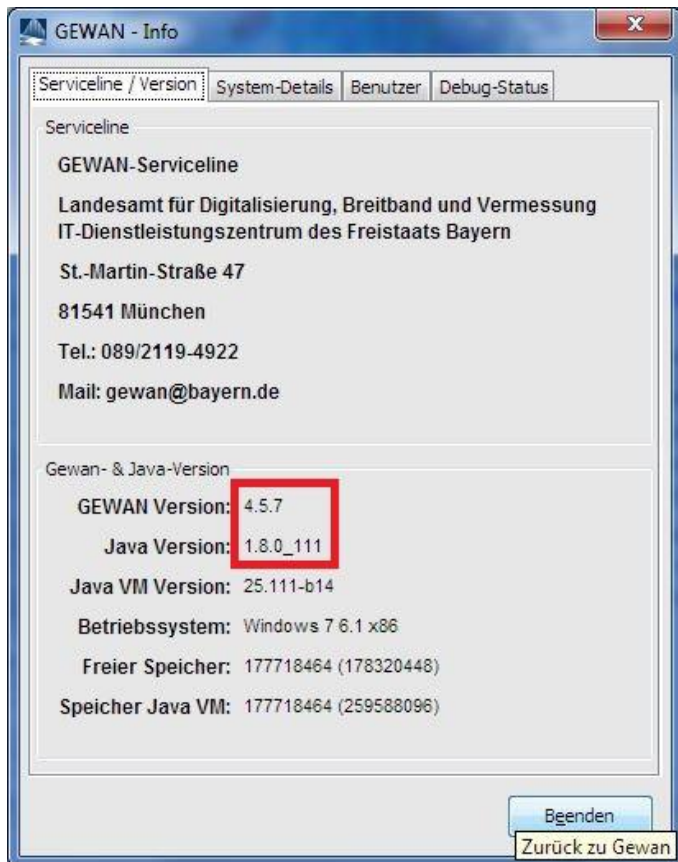 GEWAN - Info
Serviceline / Version System-Details Benutzer Debug-Status
Serviceline
GEWAN-Serviceline
Landesamt für Digitalisierung, Breitband und Vermessung
IT-Dienstleistungszentrum des Freistaats Bayern
St.-Martin-Straße 47
81541 München
Tel.: 089/2119-4922
Mail: gewan@bayern.de
Gewan- & Java-Version
GEWAN Version: 4.5.7
Java Version: 1.8.0_111
Java VM Version: 25.111-b14
Betriebssystem: Windows 7 6.1 x86
Freier Speicher: 177718464 (178320448)
Speicher Java VM: 177718464 (259588096)
Beenden
Zurück zu Gewan